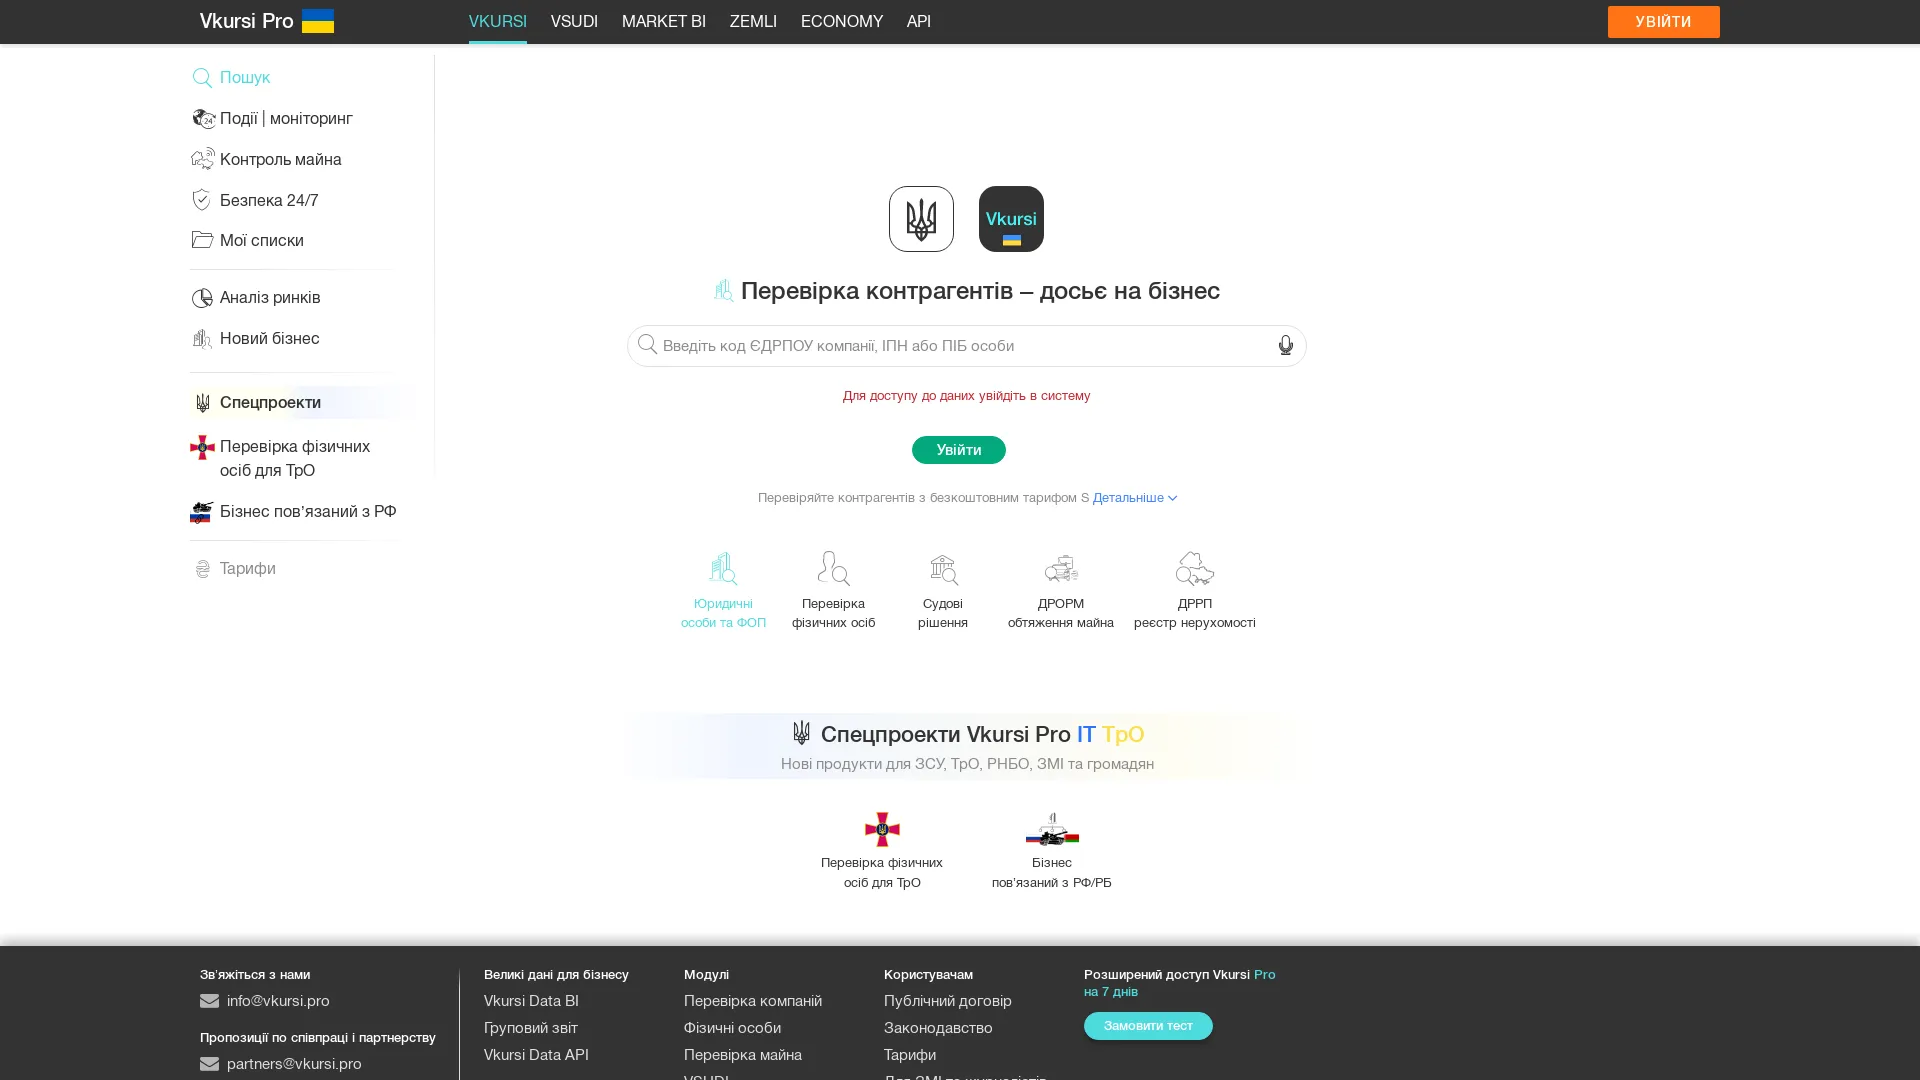 Vkursi Pro
VKURSI
VSUDI
MARKET BI
ZEMLI
ECONOMY
API
УВІЙТИ
Пошук
Події | моніторинг
Контроль майна
Безпека 24/7
Мої списки
Аналіз ринків
Новий бізнес
Спецпроекти
Перевірка фізичних
осіб для ТрО
Бізнес пов’язаний з РФ
Тарифи
Vkursi
Перевірка контрагентів – досьє на бізнес
Введіть код ЄДРПОУ компанії, ІПН або ПІБ особи
Для доступу до даних увійдіть в систему
Увійти
Перевіряйте контрагентів з безкоштовним тарифом S Детальніше
Юридичні
особи та ФОП
Перевірка
фізичних осіб
Судові
рішення
ДРОРМ
обтяження майна
ДРРП
реєстр нерухомості
Спецпроекти Vkursi Pro IT ТрО
Нові продукти для ЗСУ, ТрО, РНБО, ЗМІ та громадян
Перевірка фізичних
осіб для ТрО
Бізнес
пов’язаний з РФ/РБ
Зв’яжіться з нами
info@vkursi.pro
Пропозиції по співпраці і партнерству
partners@vkursi.pro
Великі дані для бізнесу
Vkursi Data BI
Груповий звіт
Vkursi Data API
Модулі
Перевірка компаній
Фізичні особи
Перевірка майна
VSUDI
Користувачам
Публічний договір
Законодавство
Тарифи
Для ЗМІ та журналістів
Розширений доступ Vkursi Pro
на 7 днів
Замовити тест